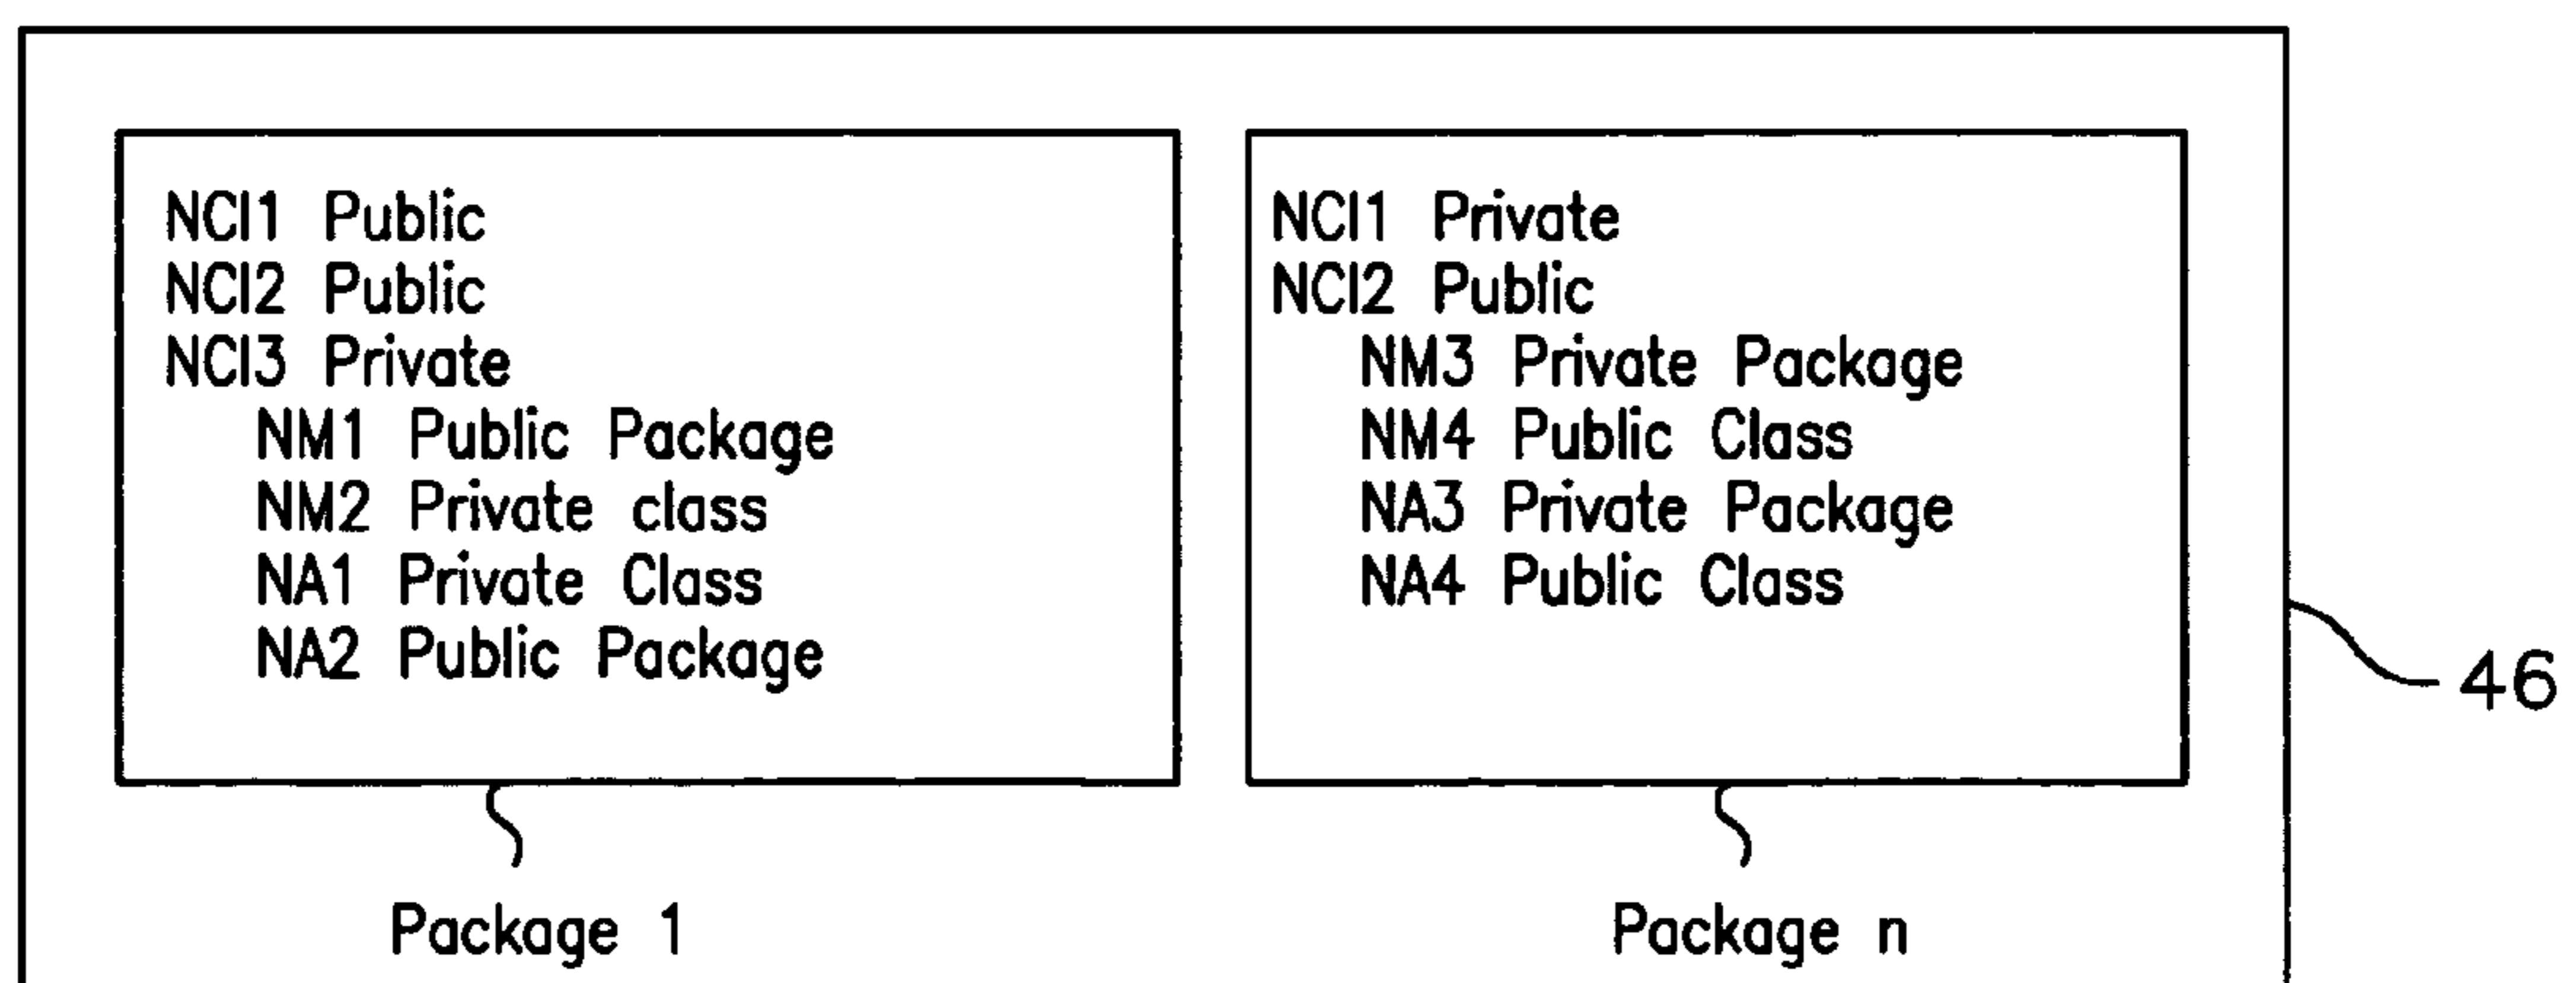 NCI1 Public
NCI2 Public
NCI3 Private
NM1 Public Package
NM2 Private class
NA1 Private Class
NA2 Public Package
Package 1
NCI1 Private
NCI2 Public
NM3 Private Package
NM4 Public Class
NA3 Private Package
NA4 Public Class
Package n
46